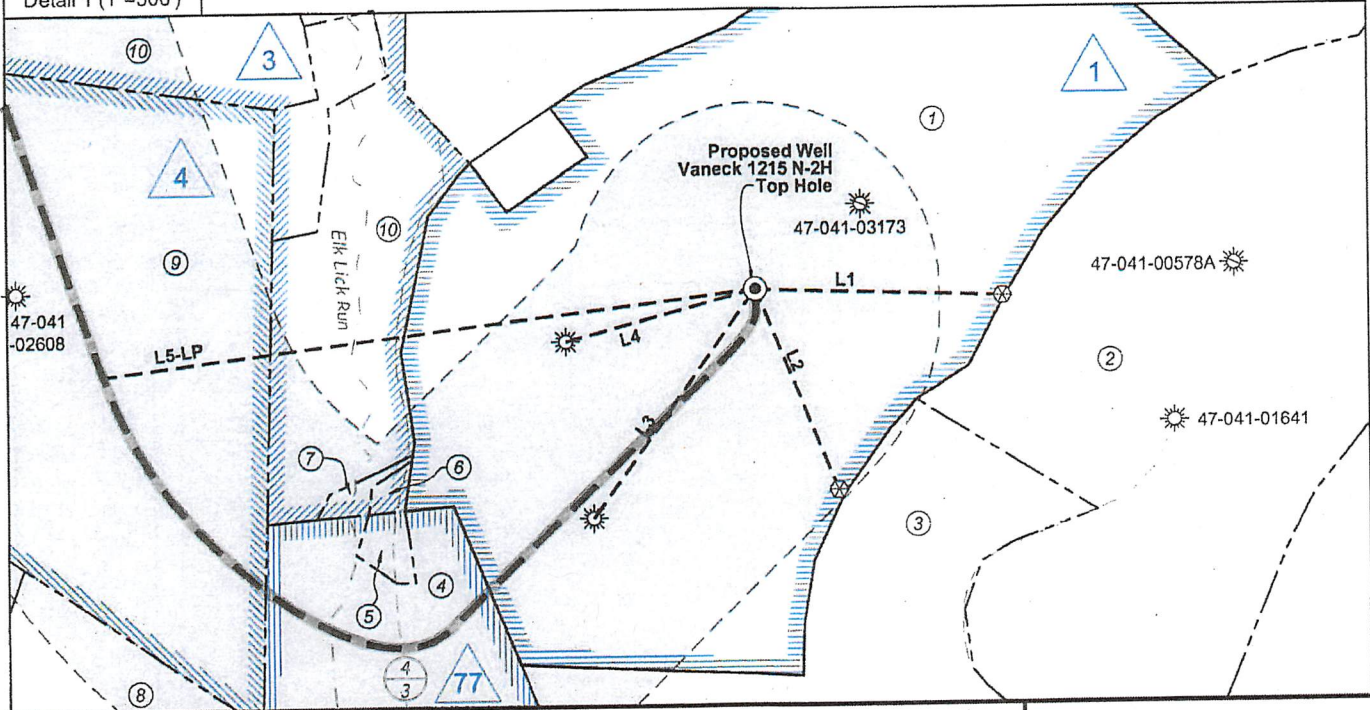 Detail 1 (1"=500')
10
3
1
1
Proposed Well
Vaneck 1215 N-2H
Top Hole
47-041-03173
4
10
Elk Lick Run
9
47-041-00578A
L1
47-041
-02608
L5-LP
L4
L2
2
47-041-01641
L3
7
6
3
4
5
4
3
77
8